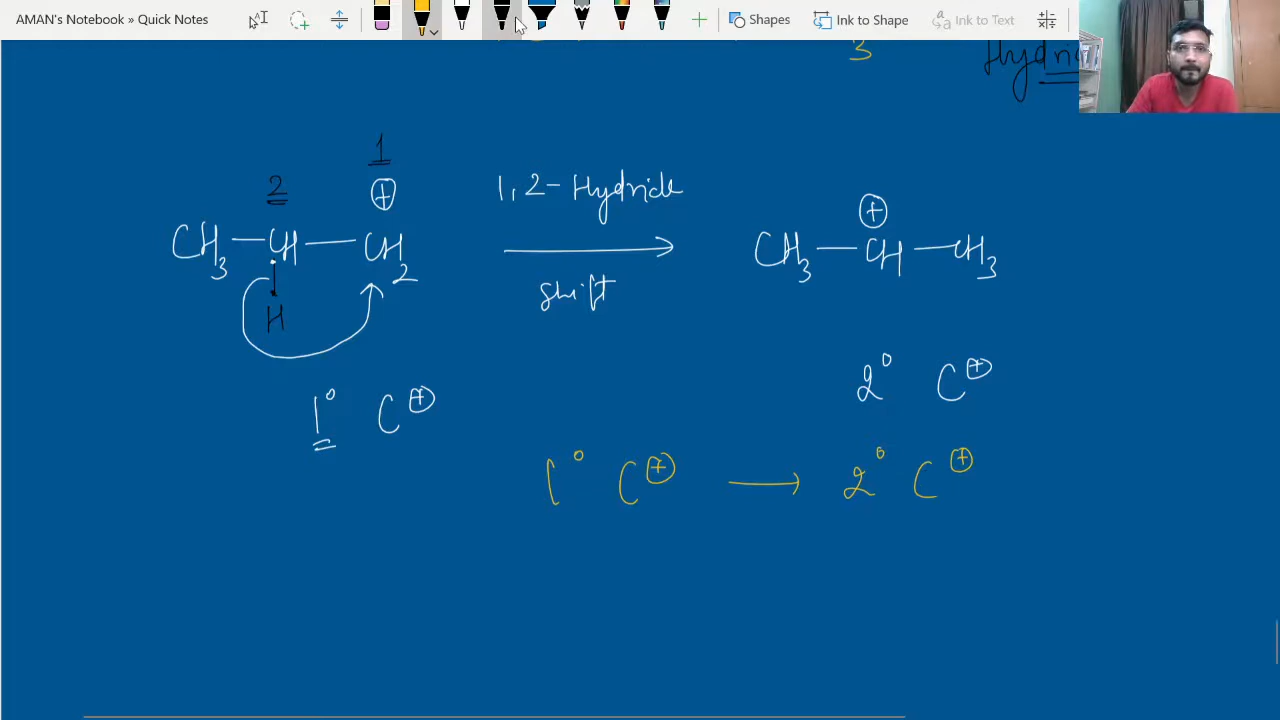 AMAN's Notebook » Quick Notes
Shapes
Ink to Shape
Ink to Text
3
1
2
⊕
CH3—CH—CH2
H
1,2-Hydride
shift
⊕
CH3—CH—CH3
1° C⊕
2° C⊕
1° C⊕ ⟶ 2° C⊕